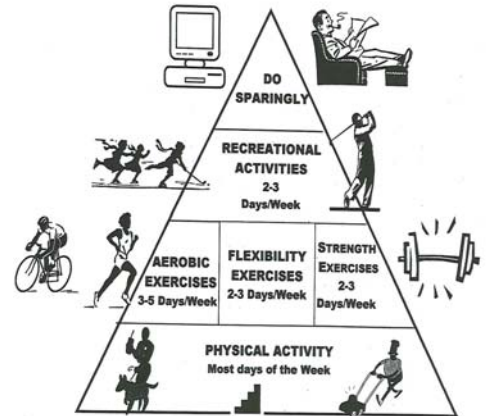 DO
SPARINGLY
RECREATIONAL
ACTIVITIES
2-3
Days/Week
AEROBIC
EXERCISES
3-5 Days/Week
FLEXIBILITY
EXERCISES
2-3 Days/Week
STRENGTH
EXERCISES
2-3
Days/Week
PHYSICAL ACTIVITY
Most days of the Week